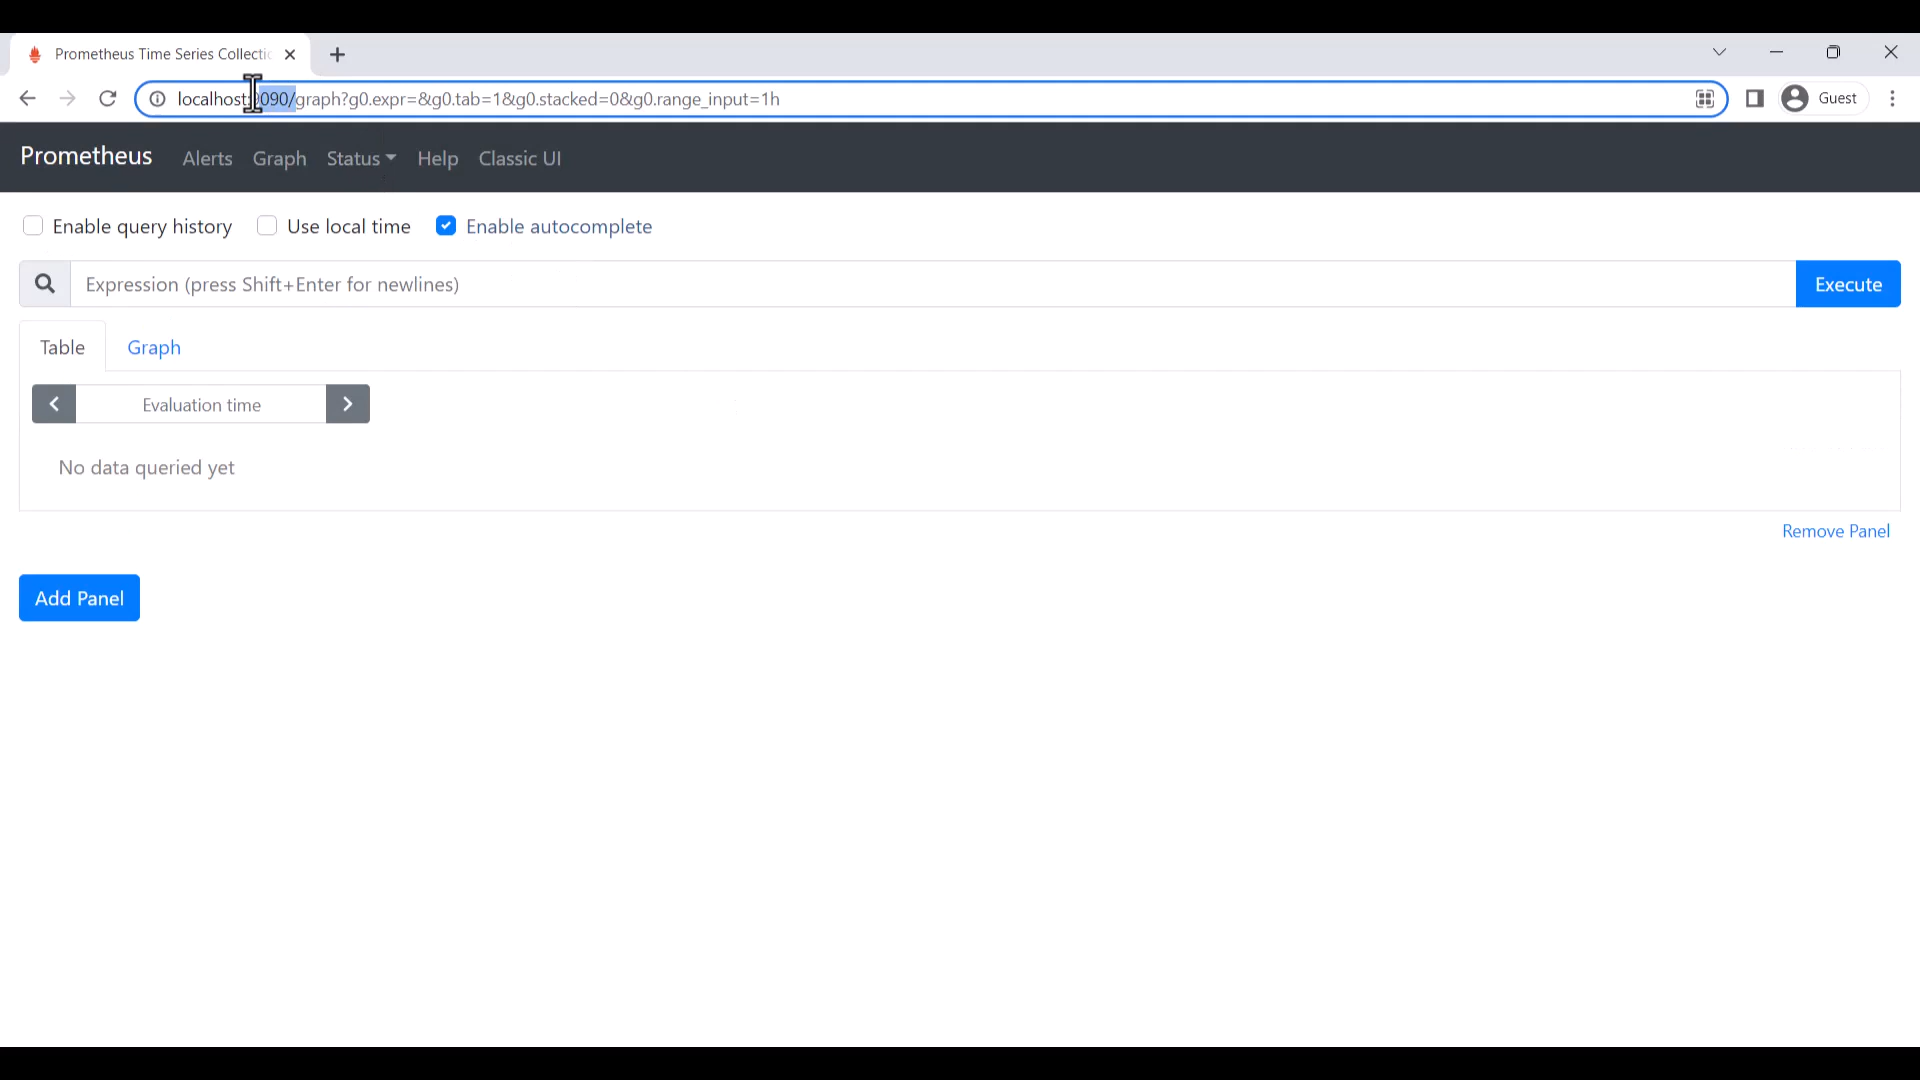 Prometheus Time Series Collectic
localhost:9090/graph?g0.expr=&g0.tab=1&g0.stacked=0&g0.range_input=1h
Guest
Prometheus Alerts Graph Status Help Classic UI
Enable query history Use local time Enable autocomplete
Expression (press Shift+Enter for newlines) Execute
Table Graph
Evaluation time
No data queried yet
Remove Panel
Add Panel